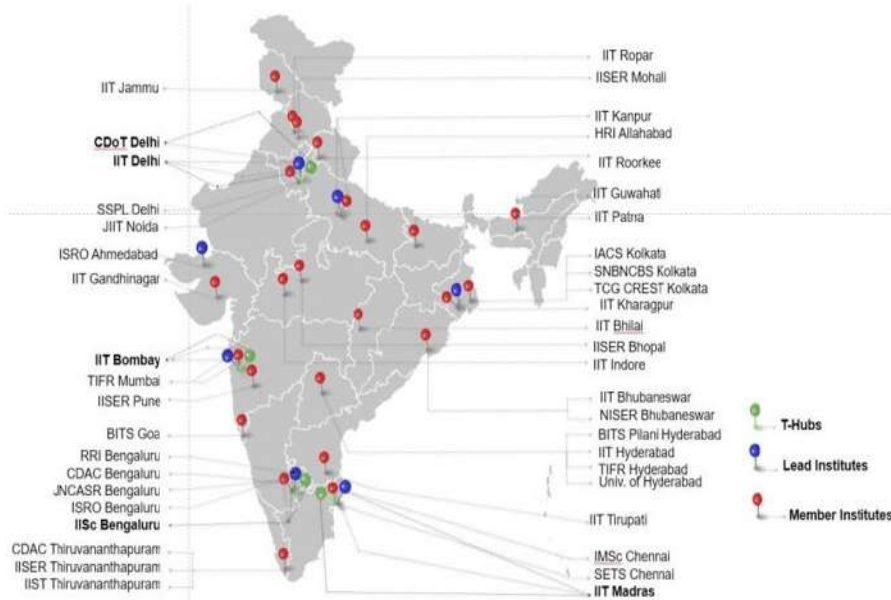 IIT Jammu
CDoT Delhi
IIT Delhi
SSPL Delhi
JIIT Noida
ISRO Ahmedabad
IIT Gandhinagar
IIT Bombay
TIFR Mumbai
IISER Pune
BITS Goa
RRI Bengaluru
CDAC Bengaluru
JNCASR Bengaluru
ISRO Bengaluru
IISc Bengaluru
CDAC Thiruvananthapuram
IISER Thiruvananthapuram
IIST Thiruvananthapuram
IIT Ropar
IISER Mohali
IIT Kanpur
HRI Allahabad
IIT Roorkee
IIT Guwahati
IIT Patna
IACS Kolkata
SNBNCBS Kolkata
TCG CREST Kolkata
IIT Kharagpur
IIT Bhilai
IISER Bhopal
IIT Indore
IIT Bhubaneswar
NISER Bhubaneswar
BITS Pilani Hyderabad
IIT Hyderabad
TIFR Hyderabad
Univ. of Hyderabad
IIT Tirupati
IMSc Chennai
SETS Chennai
IIT Madras
T-Hubs
Lead Institutes
Member Institutes